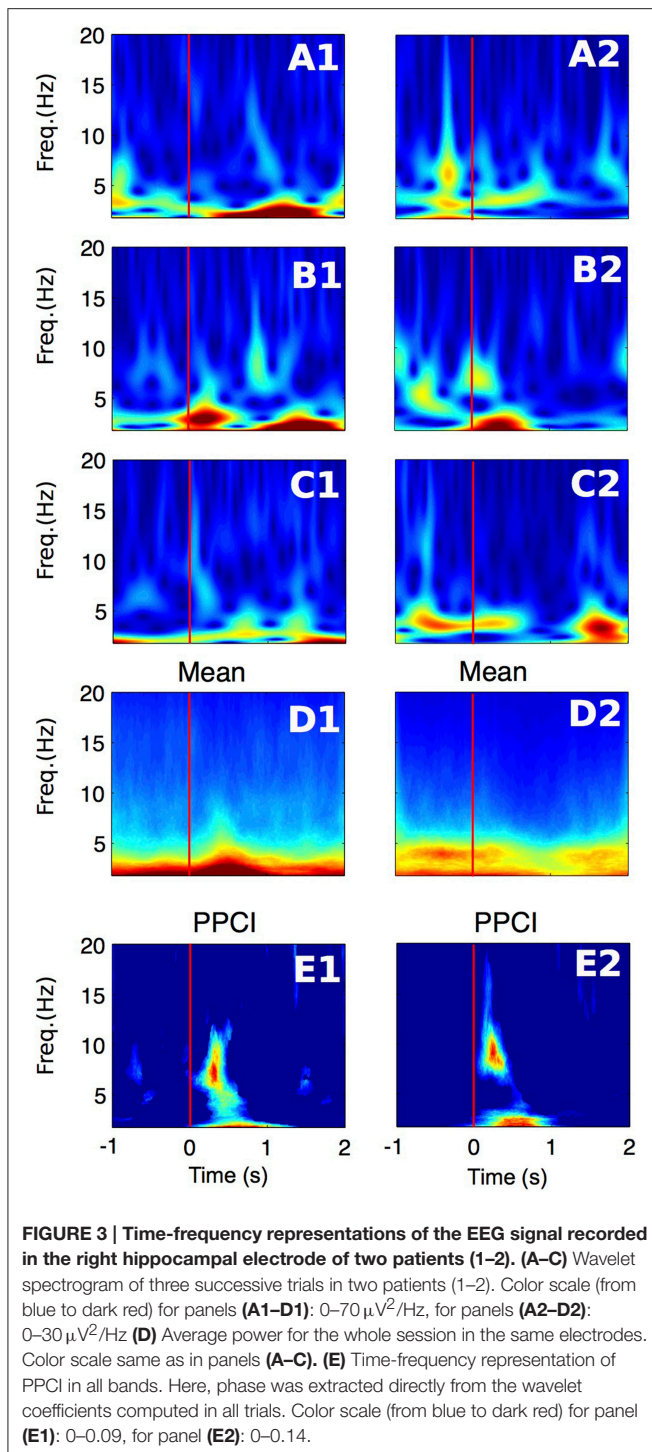 20
15
10
5
Freq.(Hz)
A1
A2
20
15
10
5
Freq.(Hz)
B1
B2
20
15
10
5
Freq.(Hz)
C1
C2
Mean
Mean
20
15
10
5
Freq.(Hz)
D1
D2
PPCI
PPCI
20
15
10
5
Freq.(Hz)
E1
E2
-1 0 1 2
-1 0 1 2
Time (s)
Time (s)
FIGURE 3 | Time-frequency representations of the EEG signal recorded
in the right hippocampal electrode of two patients (1–2). (A–C) Wavelet
spectrogram of three successive trials in two patients (1–2). Color scale (from
blue to dark red) for panels (A1–D1): 0–70 μV²/Hz, for panels (A2–D2):
0–30 μV²/Hz (D) Average power for the whole session in the same electrodes.
Color scale same as in panels (A–C). (E) Time-frequency representation of
PPCI in all bands. Here, phase was extracted directly from the wavelet
coefficients computed in all trials. Color scale (from blue to dark red) for panel
(E1): 0–0.09, for panel (E2): 0–0.14.